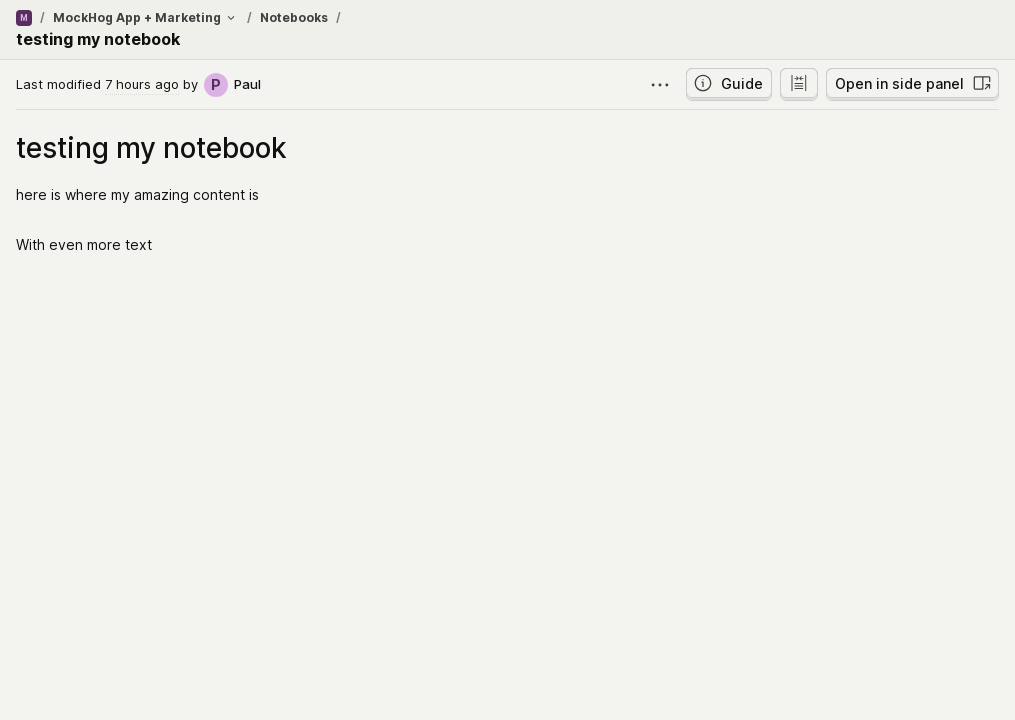 M / MockHog App + Marketing / Notebooks /
testing my notebook
Last modified 7 hours ago by P Paul
Guide
Open in side panel
testing my notebook
here is where my amazing content is
With even more text